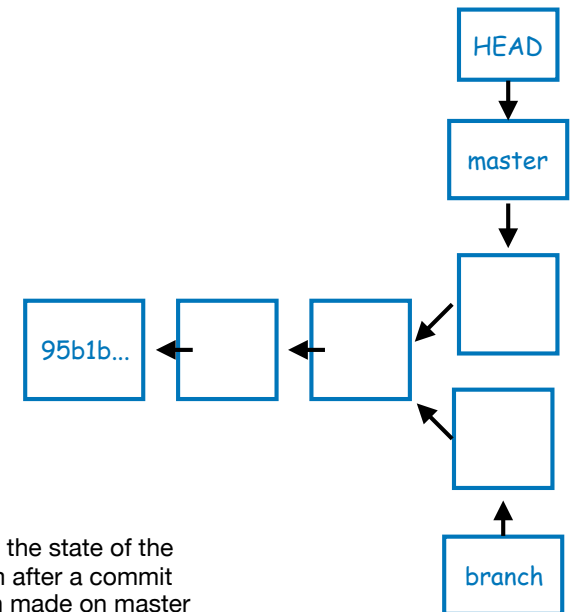 HEAD
master
95b1b...
the state of the
after a commit
made on master
branch